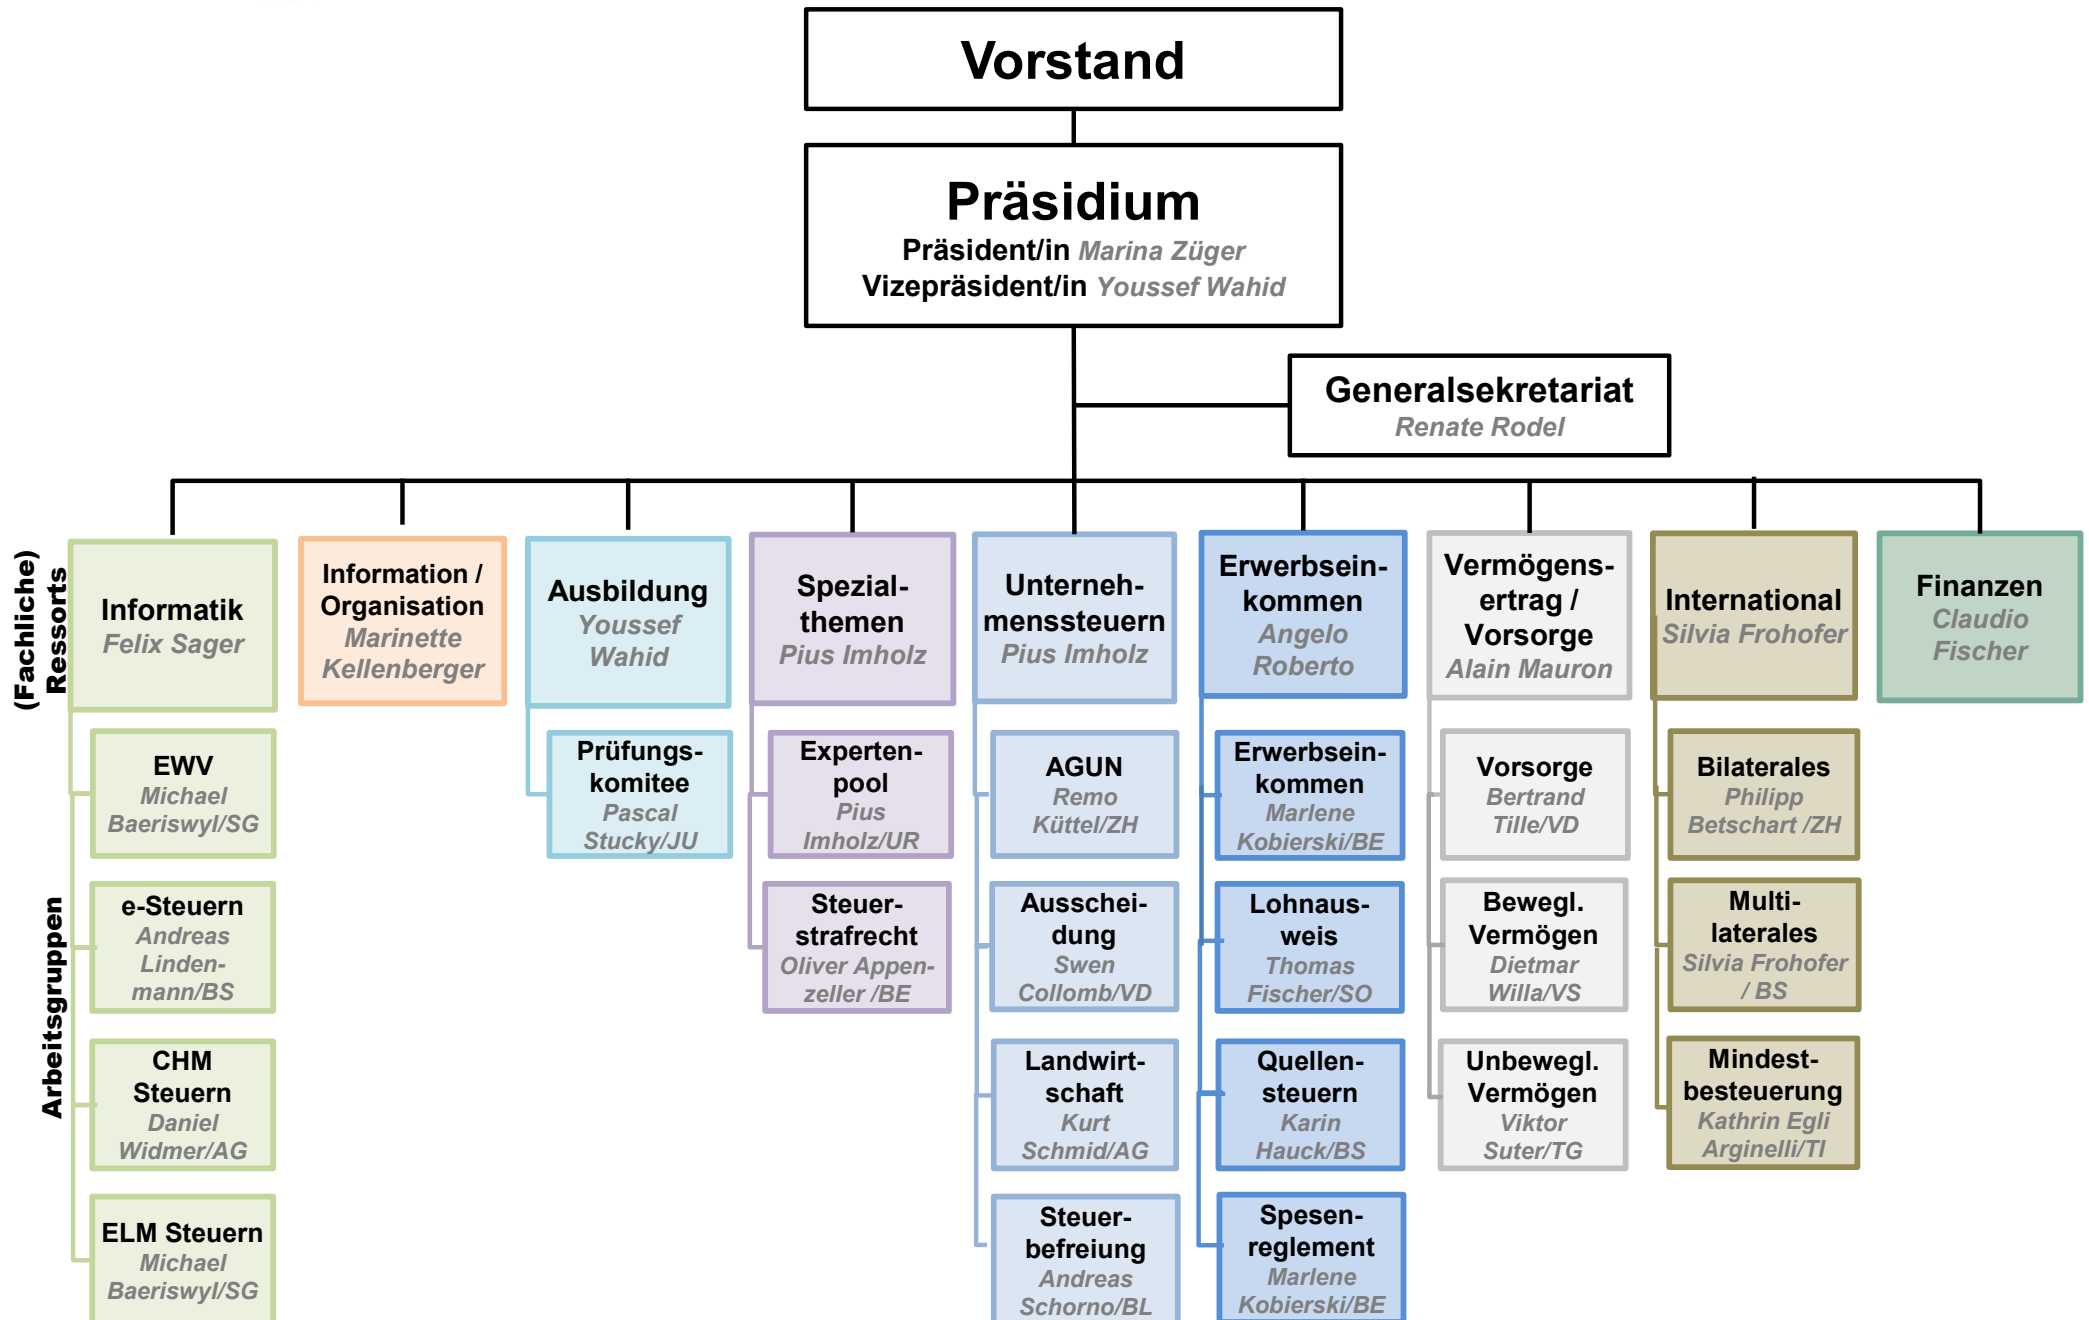 Vorstand
Präsidium
Präsident/in Marina Züger
Vizepräsident/in Youssef Wahid
Generalsekretariat
Renate Rodel
(Fachliche)
Ressorts
Informatik
Felix Sager
Information /
Organisation
Marinette
Kellenberger
Ausbildung
Youssef
Wahid
Spezial-
themen
Pius Imholz
Unterneh-
menssteuern
Pius Imholz
Erwerbsein-
kommen
Angelo
Roberto
Vermögens-
ertrag /
Vorsorge
Alain Mauron
International
Silvia Frohofer
Finanzen
Claudio
Fischer
Arbeitsgruppen
EWV
Michael
Baeriswyl/SG
e-Steuern
Andreas
Linden-
mann/BS
CHM
Steuern
Daniel
Widmer/AG
ELM Steuern
Michael
Baeriswyl/SG
Prüfungs-
komitee
Pascal
Stucky/JU
Experten-
pool
Pius
Imholz/UR
Steuer-
strafrecht
Oliver Appen-
zeller /BE
AGUN
Remo
Küttel/ZH
Ausschei-
dung
Swen
Collomb/VD
Landwirt-
schaft
Kurt
Schmid/AG
Steuer-
befreiung
Andreas
Schorno/BL
Erwerbsein-
kommen
Marlene
Kobierski/BE
Lohnaus-
weis
Thomas
Fischer/SO
Quellen-
steuern
Karin
Hauck/BS
Spesen-
reglement
Marlene
Kobierski/BE
Vorsorge
Bertrand
Tille/VD
Bewegl.
Vermögen
Dietmar
Willa/VS
Unbewegl.
Vermögen
Viktor
Suter/TG
Bilaterales
Philipp
Betschart /ZH
Multi-
laterales
Silvia Frohofer
/ BS
Mindest-
besteuerung
Kathrin Egli
Arginelli/TI